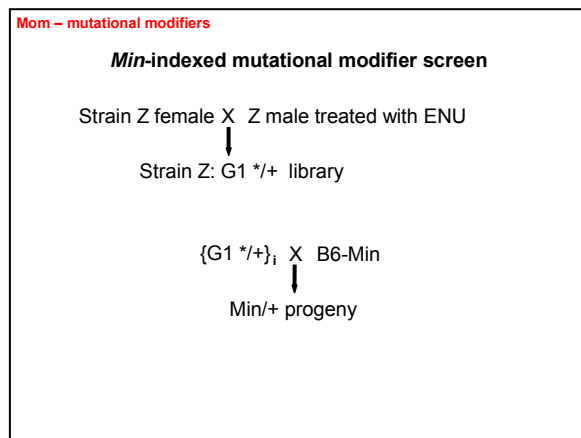 Mom – mutational modifiers
Min-indexed mutational modifier screen
Strain Z female X Z male treated with ENU
Strain Z: G1 */+ library
{G1 */+}i X B6-Min
Min/+ progeny